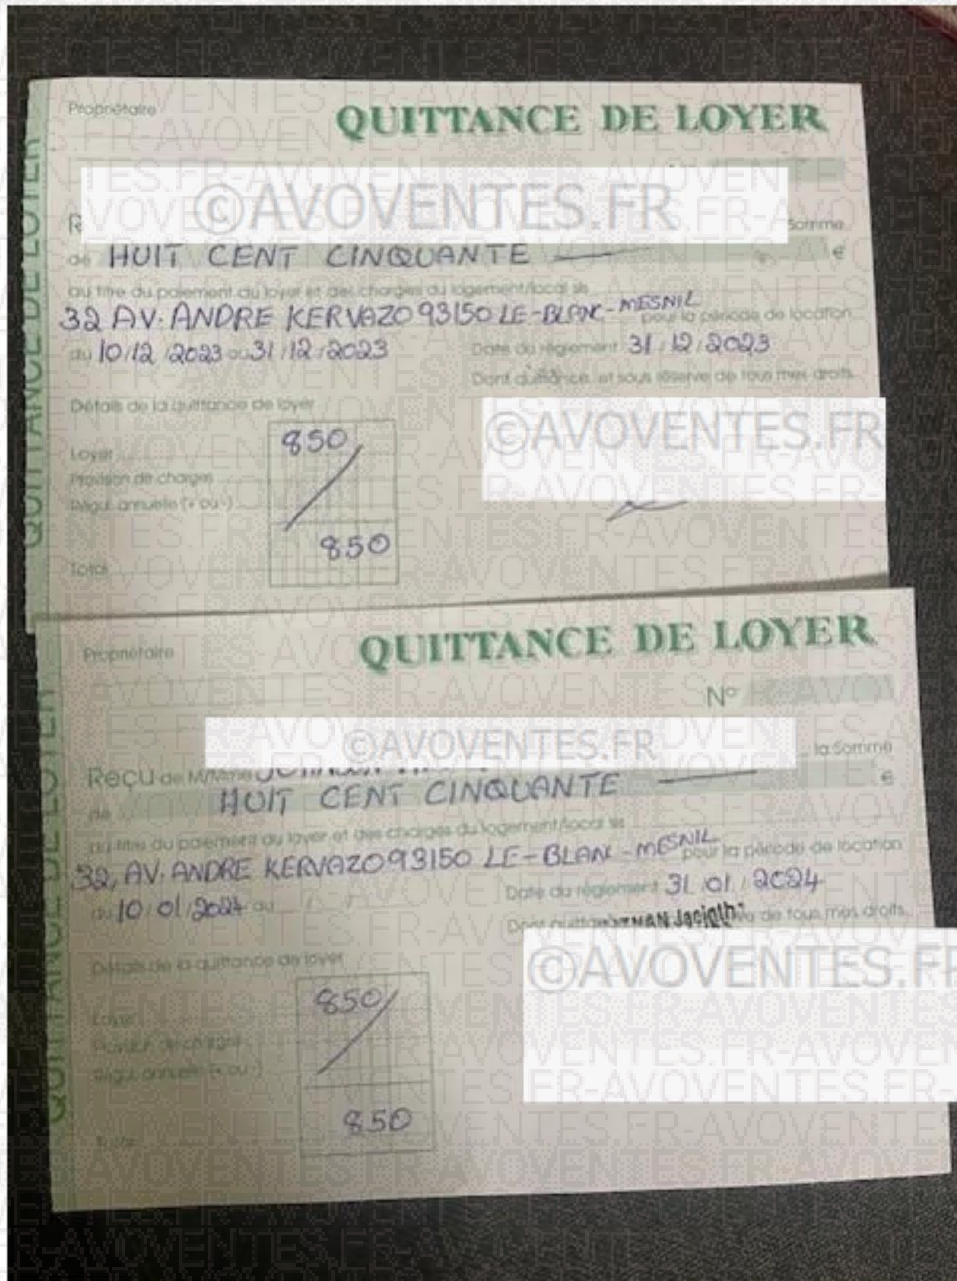 Propriétaire
QUITTANCE DE LOYER
QUITTANCE DE LOYER
©AVOVENTES.FR
Somme
de HUIT CENT CINQUANTE €
au titre du paiement du loyer et des charges du logement/local sis
32 AV. ANDRE KERVAZO 93150 LE-BLANC-MESNIL
pour la période de location
du 10/12/2023 au 31/12/2023
Date du règlement 31/12/2023
Dont quittance, et sous réserve de tous mes droits.
Détails de la quittance de loyer
©AVOVENTES.FR
Loyer 850
Provision de charges
Régul. annuelle (+ ou -)
Total 850
Propriétaire
QUITTANCE DE LOYER
QUITTANCE DE LOYER
N°
©AVOVENTES.FR
la Somme
Reçu de M/Mme
de HUIT CENT CINQUANTE €
au titre du paiement du loyer et des charges du logement/local sis
32, AV. ANDRE KERVAZO 93150 LE-BLANC-MESNIL
pour la période de location
du 10/01/2024 au / /
Date du règlement 31/01/2024
Dont de tous mes droits.
Détails de la quittance de loyer
©AVOVENTES.FR
Loyer 850
Provision de charges
Régul. annuelle (+ ou -)
850